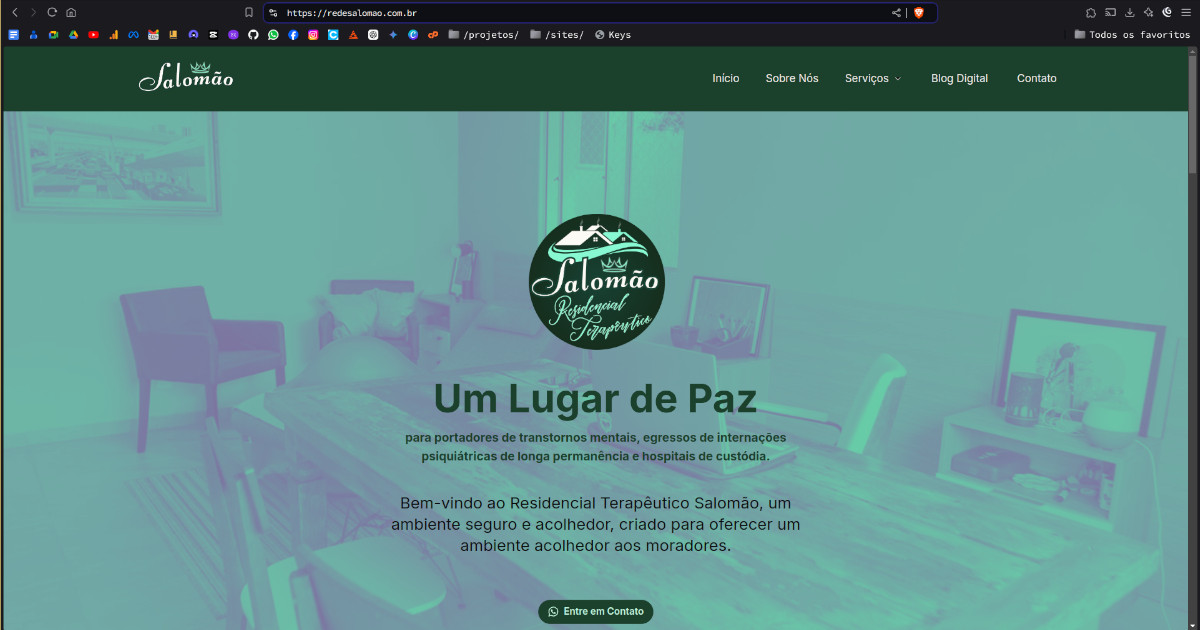 https://redesalomao.com.br
/projetos/
/sites/
Keys
Todos os favoritos
Salomão
Início
Sobre Nós
Serviços
Blog Digital
Contato
Salomão
Residencial
Terapêutico
Um Lugar de Paz
para portadores de transtornos mentais, egressos de internações
psiquiátricas de longa permanência e hospitais de custódia.
Bem-vindo ao Residencial Terapêutico Salomão, um
ambiente seguro e acolhedor, criado para oferecer um
ambiente acolhedor aos moradores.
Entre em Contato